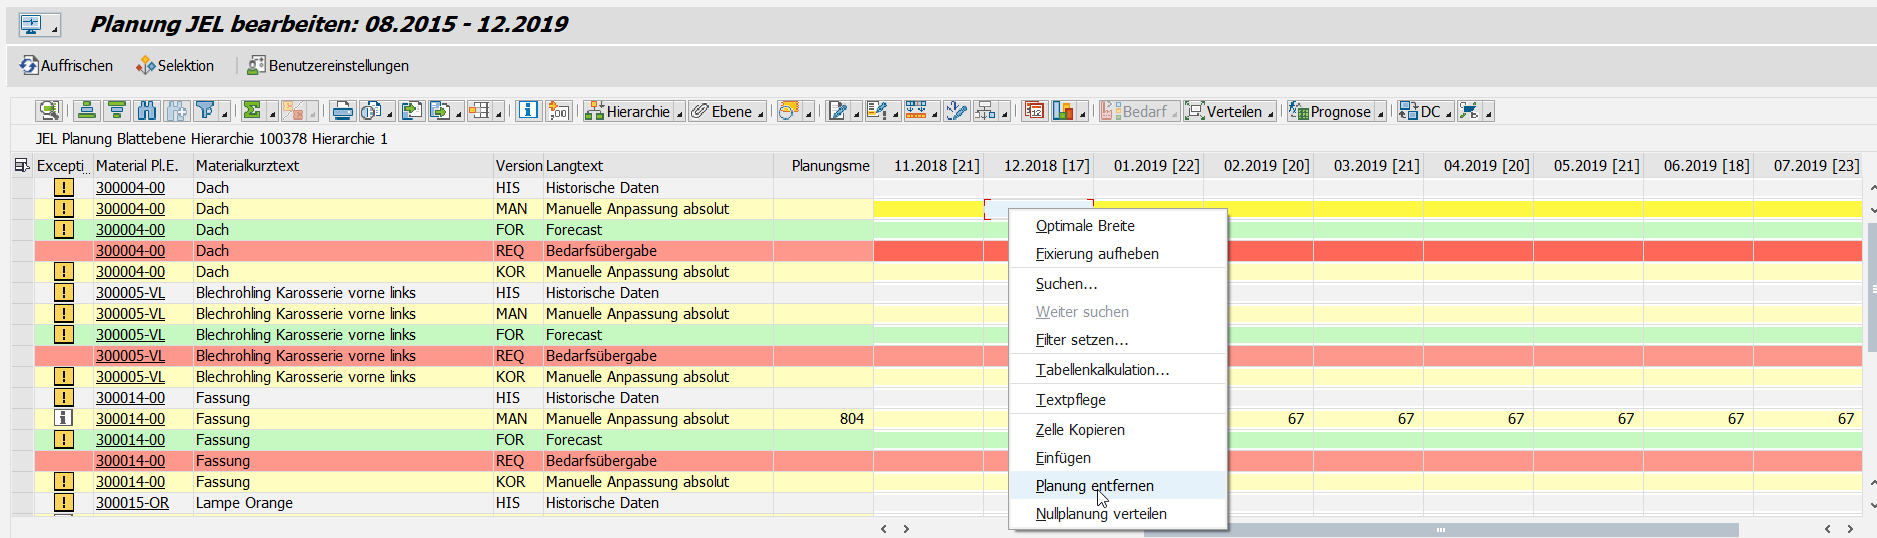 Planung JEL bearbeiten: 08.2015 - 12.2019
Auffrischen Selektion Benutzereinstellungen
Hierarchie Ebene Bedarf Verteilen Prognose DC
JEL Planung Blattebene Hierarchie 100378 Hierarchie 1
Excepti... Material Pl.E. Materialkurztext Version Langtext Planungsme 11.2018 [21] 12.2018 [17] 01.2019 [22] 02.2019 [20] 03.2019 [21] 04.2019 [20] 05.2019 [21] 06.2019 [18] 07.2019 [23]
300004-00 Dach HIS Historische Daten
300004-00 Dach MAN Manuelle Anpassung absolut
300004-00 Dach FOR Forecast
300004-00 Dach REQ Bedarfsübergabe
300004-00 Dach KOR Manuelle Anpassung absolut
300005-VL Blechrohling Karosserie vorne links HIS Historische Daten
300005-VL Blechrohling Karosserie vorne links MAN Manuelle Anpassung absolut
300005-VL Blechrohling Karosserie vorne links FOR Forecast
300005-VL Blechrohling Karosserie vorne links REQ Bedarfsübergabe
300005-VL Blechrohling Karosserie vorne links KOR Manuelle Anpassung absolut
300014-00 Fassung HIS Historische Daten
300014-00 Fassung MAN Manuelle Anpassung absolut 804 67 67 67 67 67 67
300014-00 Fassung FOR Forecast
300014-00 Fassung REQ Bedarfsübergabe
300014-00 Fassung KOR Manuelle Anpassung absolut
300015-OR Lampe Orange HIS Historische Daten
Optimale Breite
Fixierung aufheben
Suchen...
Weiter suchen
Filter setzen...
Tabellenkalkulation...
Textpflege
Zelle Kopieren
Einfügen
Planung entfernen
Nullplanung verteilen